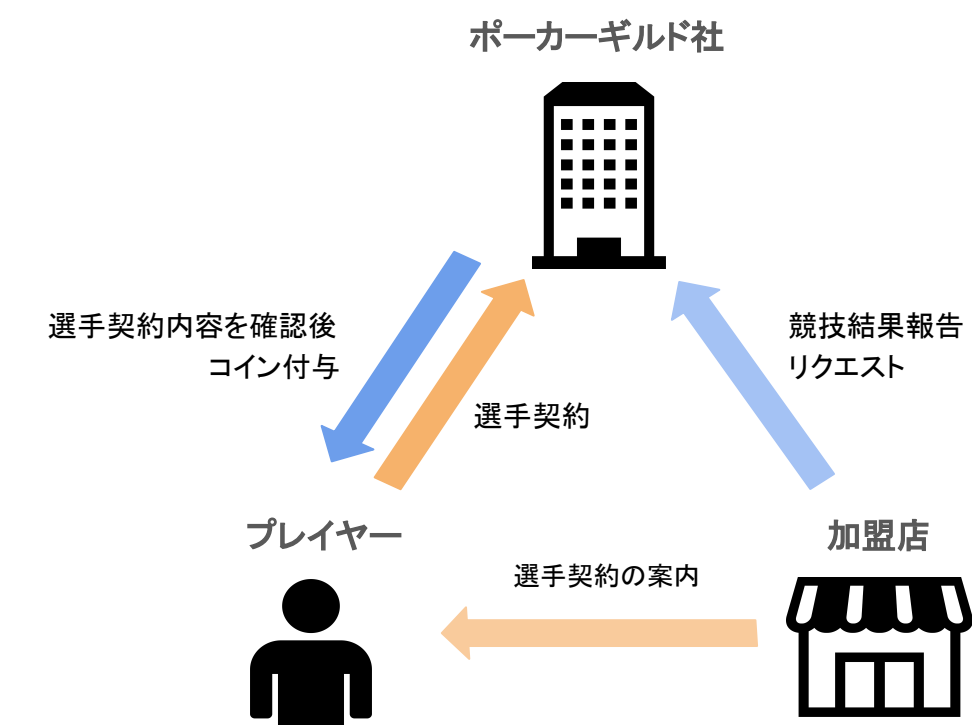 ポーカーギルド社
選手契約内容を確認後
コイン付与
選手契約
競技結果報告
リクエスト
プレイヤー
加盟店
選手契約の案内